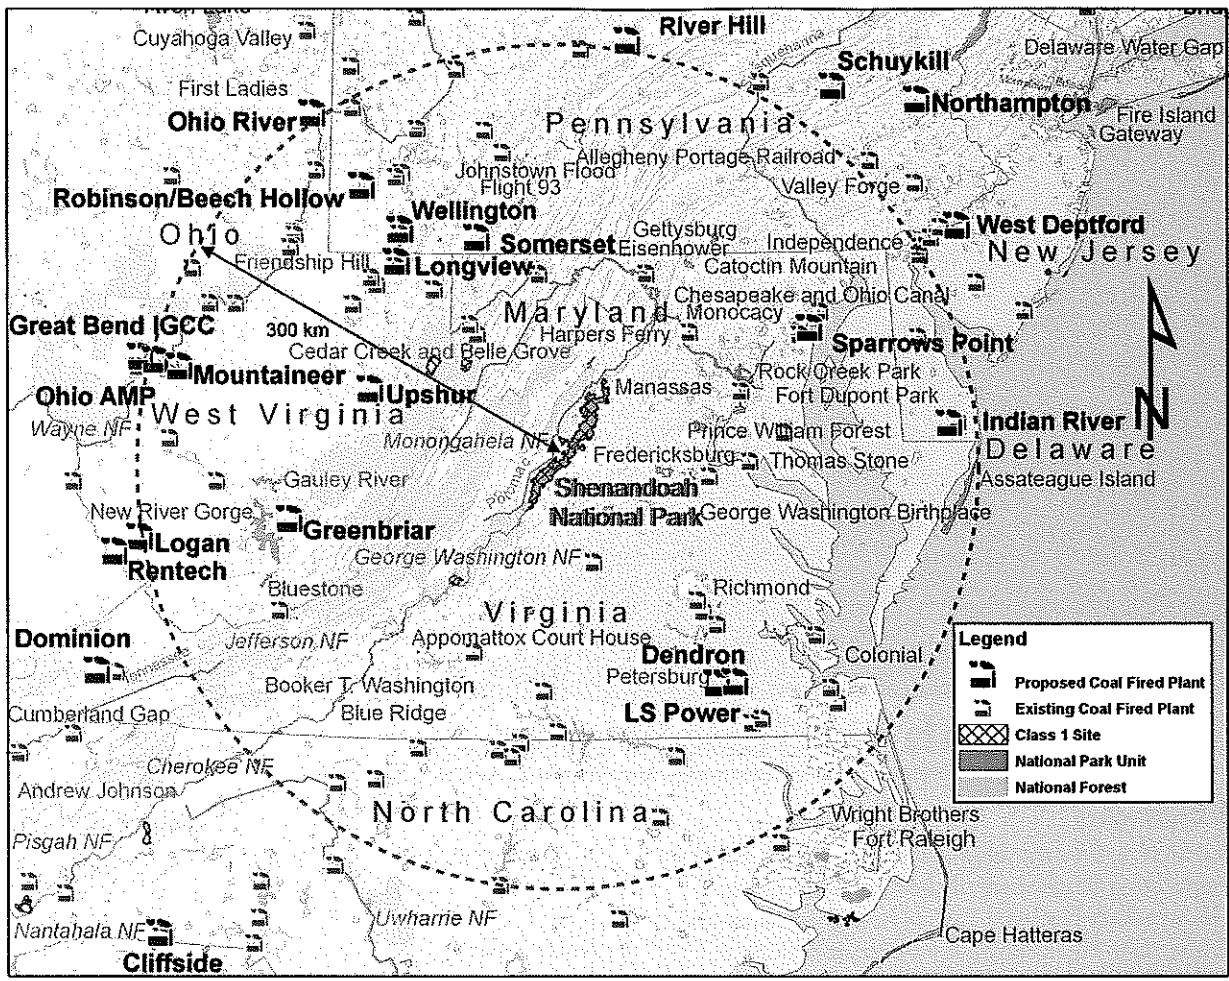 River Hill
Cuyahoga Valley
Delaware Water Gap
Schuykill
First Ladies
Northampton
Ohio River
Fire Island
Gateway
Pennsylvania
Allegheny Portage Railroad
Johnstown Flood
Flight 93
Valley Forge
Robinson/Beech Hollow
Wellington
West Deptford
Ohio
Somerset
Gettysburg
Eisenhower
Independence
New Jersey
Friendship Hill
Longview
Catoctin Mountain
Chesapeake and Ohio Canal
Maryland
Monocacy
Great Bend IGCC
300 km
Harpers Ferry
Sparrows Point
Cedar Creek and Belle Grove
Mountaineer
Rock Creek Park
Manassas
Fort Dupont Park
Ohio AMP
Upshur
West Virginia
Indian River
N
Wayne NF
Monongahela NF
Prince William Forest
Delaware
Fredericksburg
Thomas Stone
Potomac
Gauley River
Assateague Island
Shenandoah
National Park
New River Gorge
George Washington Birthplace
Greenbriar
Logan
Rentech
George Washington NF
Bluestone
Richmond
Virginia
Dominion
Jefferson NF
Appomattox Court House
Dendron
Colonial
Petersburg
Booker T. Washington
Cumberland Gap
Blue Ridge
LS Power
Cherokee NF
Andrew Johnson
North Carolina
Wright Brothers
Fort Raleigh
Pisgah NF
Uwharrie NF
Nantahala NF
Cape Hatteras
Cliffside
Legend
Proposed Coal Fired Plant
Existing Coal Fired Plant
Class 1 Site
National Park Unit
National Forest